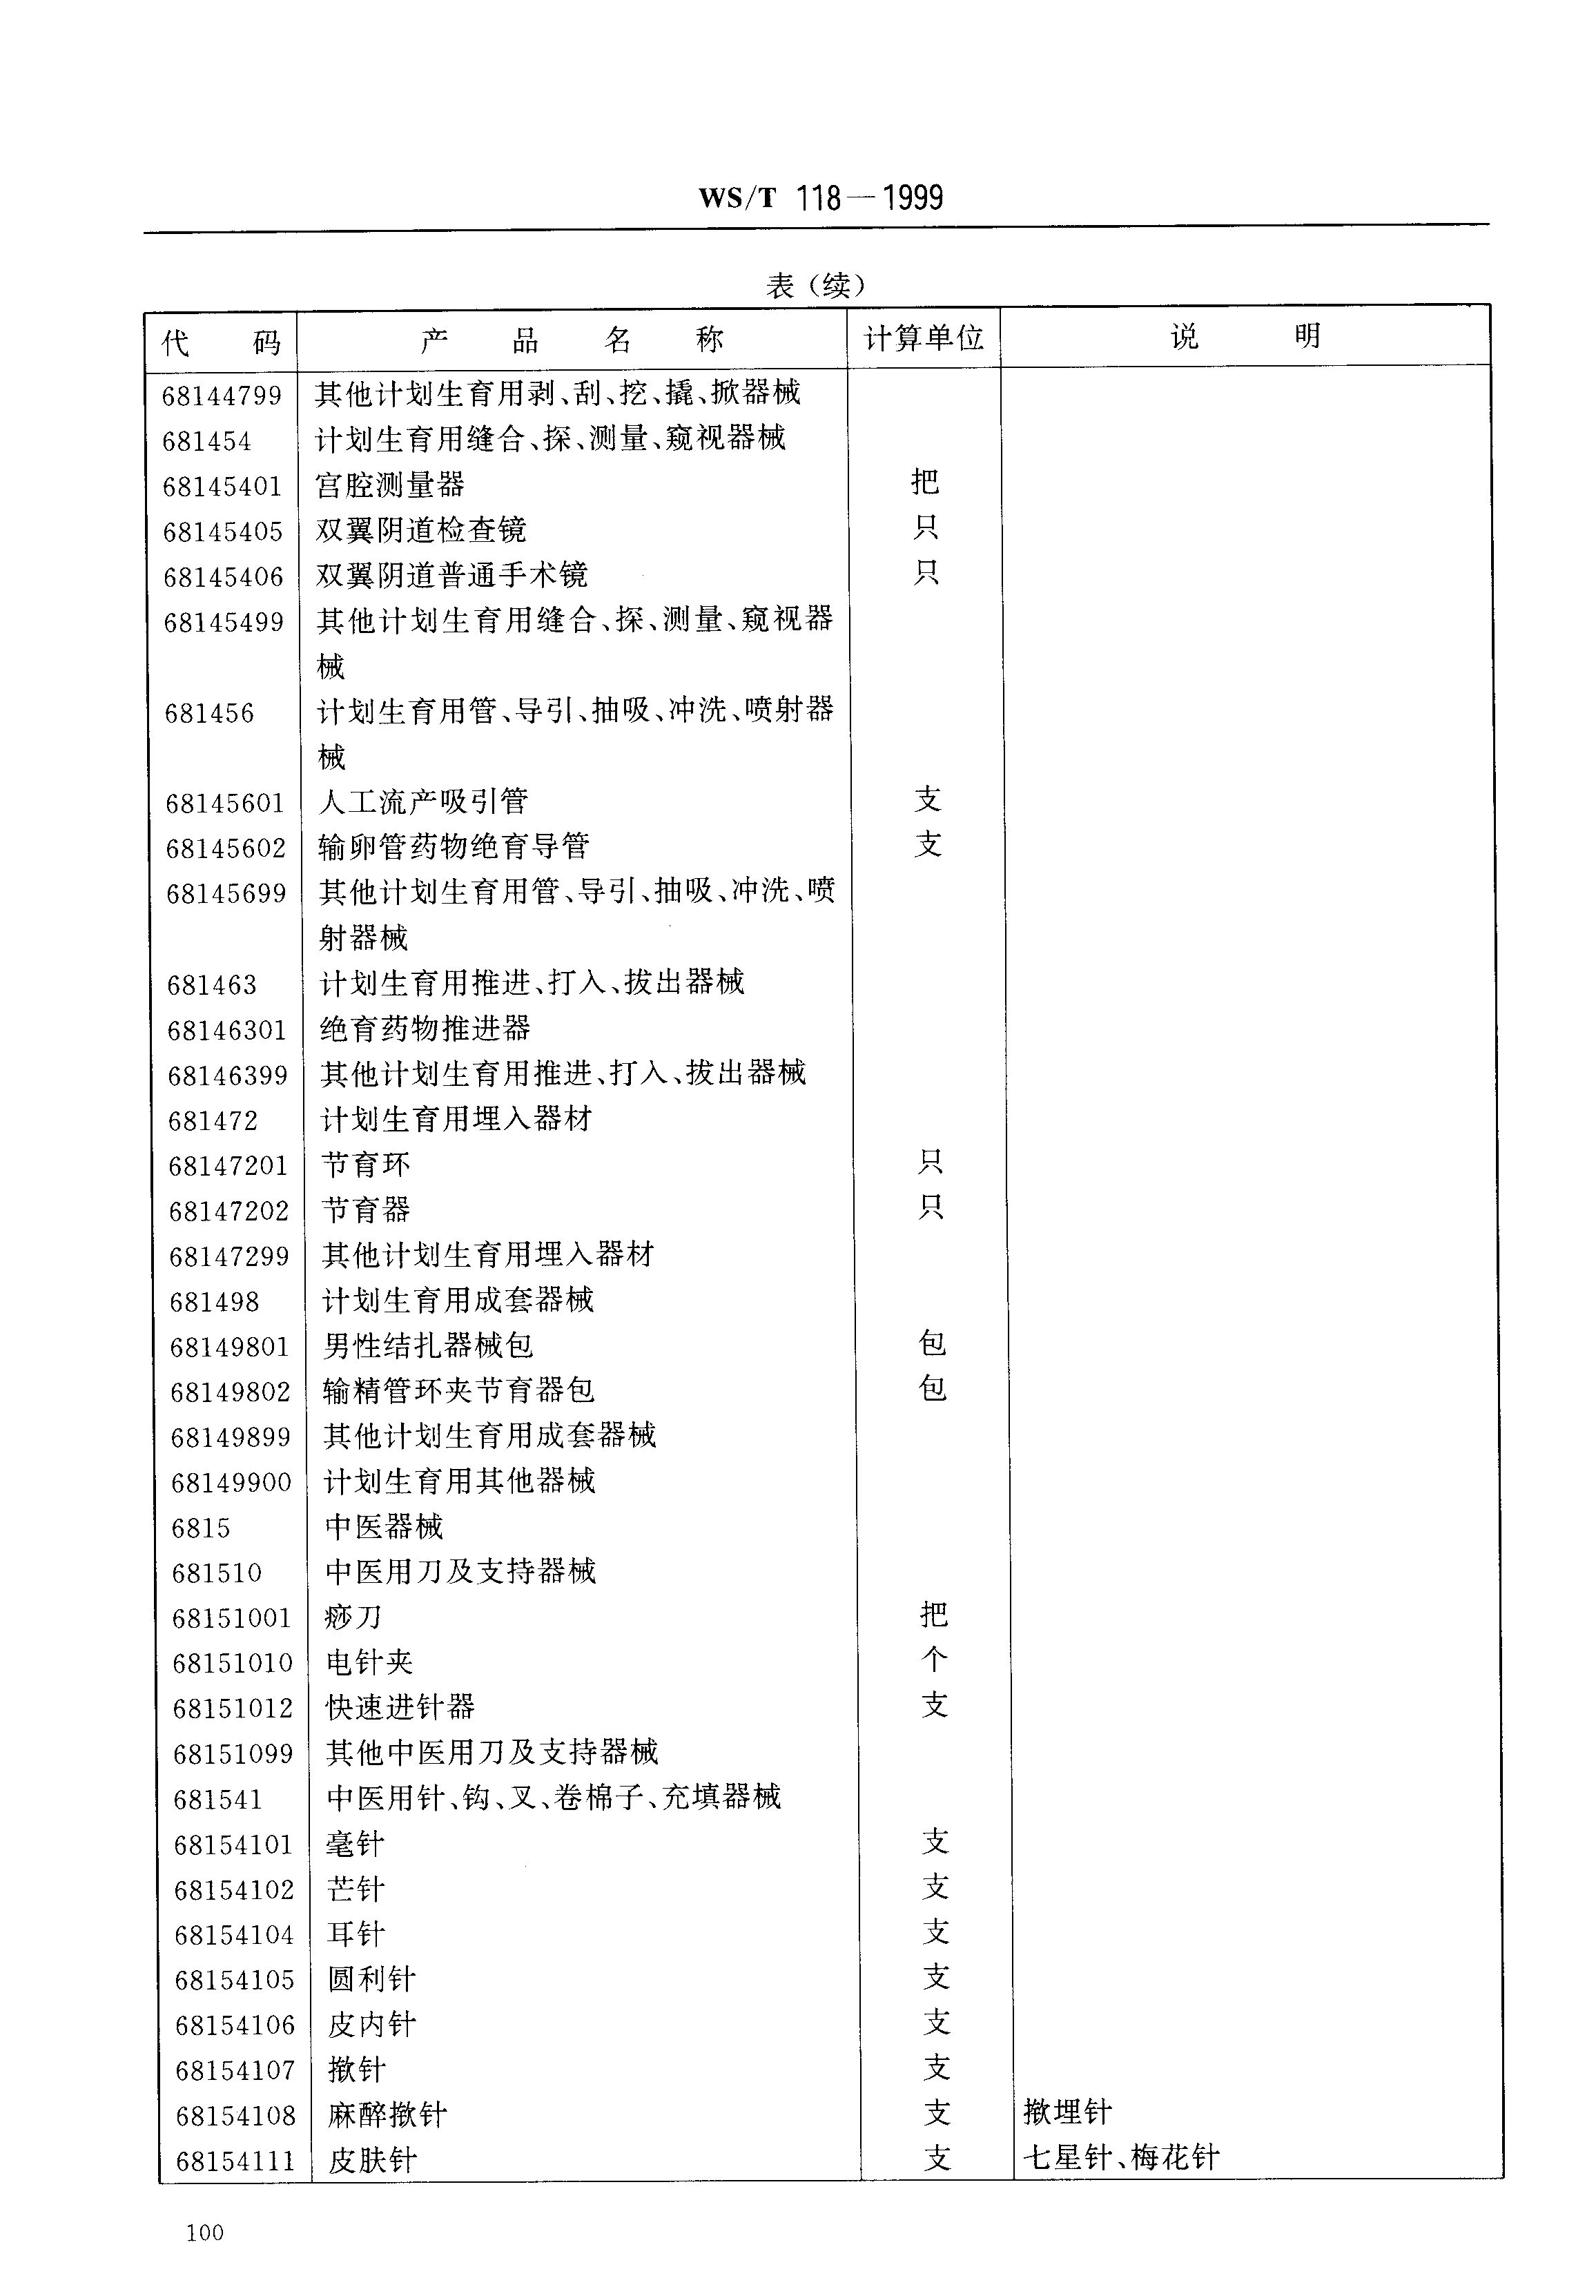 WS/T 118—1999
表（续）
代 码 产 品 名 称 计算单位 说 明
68144799 其他计划生育用剥、刮、挖、撬、掀器械
681454 计划生育用缝合、探、测量、窥视器械
68145401 宫腔测量器 把
68145405 双翼阴道检查镜 只
68145406 双翼阴道普通手术镜 只
68145499 其他计划生育用缝合、探、测量、窥视器
械
681456 计划生育用管、导引、抽吸、冲洗、喷射器
械
68145601 人工流产吸引管 支
68145602 输卵管药物绝育导管 支
68145699 其他计划生育用管、导引、抽吸、冲洗、喷
射器械
681463 计划生育用推进、打入、拔出器械
68146301 绝育药物推进器
68146399 其他计划生育用推进、打入、拔出器械
681472 计划生育用埋入器材
68147201 节育环 只
68147202 节育器 只
68147299 其他计划生育用埋入器材
681498 计划生育用成套器械
68149801 男性结扎器械包 包
68149802 输精管环夹节育器包 包
68149899 其他计划生育用成套器械
68149900 计划生育用其他器械
6815 中医器械
681510 中医用刀及支持器械
68151001 痧刀 把
68151010 电针夹 个
68151012 快速进针器 支
68151099 其他中医用刀及支持器械
681541 中医用针、钩、叉、卷棉子、充填器械
68154101 毫针 支
68154102 芒针 支
68154104 耳针 支
68154105 圆利针 支
68154106 皮内针 支
68154107 揿针 支
68154108 麻醉揿针 支 揿埋针
68154111 皮肤针 支 七星针、梅花针
100